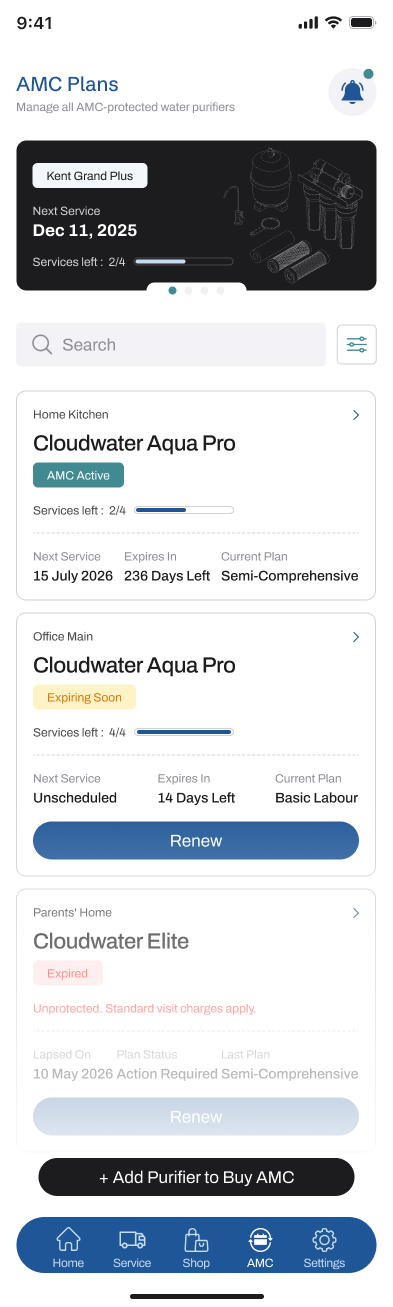 9:41
AMC Plans
Manage all AMC-protected water purifiers
Kent Grand Plus
Next Service
Dec 11, 2025
Services left : 2/4
Search
Home Kitchen
Cloudwater Aqua Pro
AMC Active
Services left : 2/4
Next Service Expires In Current Plan
15 July 2026 236 Days Left Semi-Comprehensive
Office Main
Cloudwater Aqua Pro
Expiring Soon
Services left : 4/4
Next Service Expires In Current Plan
Unscheduled 14 Days Left Basic Labour
Renew
Parents' Home
Cloudwater Elite
Expired
Unprotected. Standard visit charges apply.
Lapsed On Plan Status Last Plan
10 May 2026 Action Required Semi-Comprehensive
Renew
+ Add Purifier to Buy AMC
Home Service Shop AMC Settings